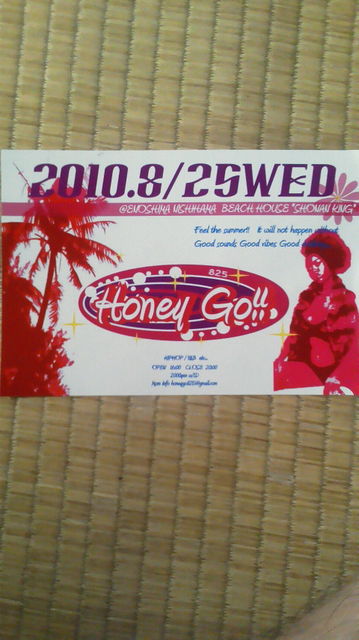 2010.8/25WED
@ENOSHIMA NISHIHAMA BEACH HOUSE "SHONAN KING"
Feel the summer!! It will not happen without
Good sounds Good vibes Good
825
Honey Go!!
HIPHOP / R&B etc...
OPEN 16:00 CLOSE 21:00